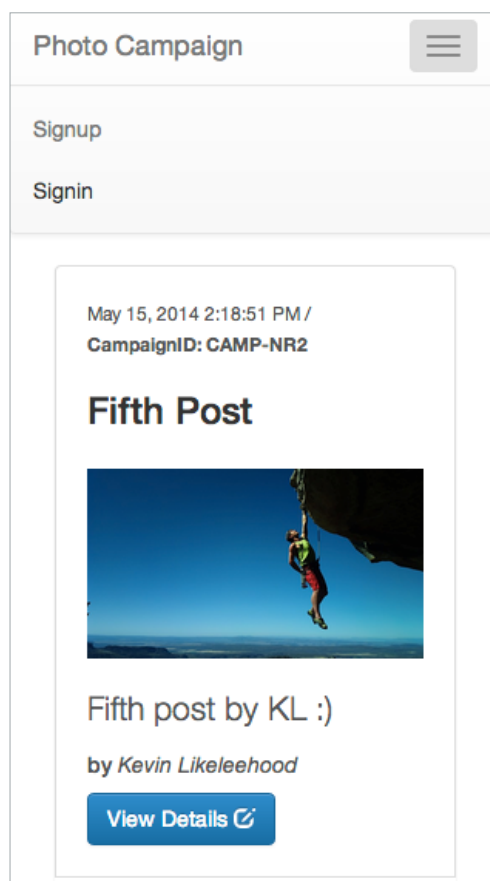 Photo Campaign
Signup
Signin
May 15, 2014 2:18:51 PM /
CampaignID: CAMP-NR2
Fifth Post
Fifth post by KL :)
by Kevin Likeleehood
View Details